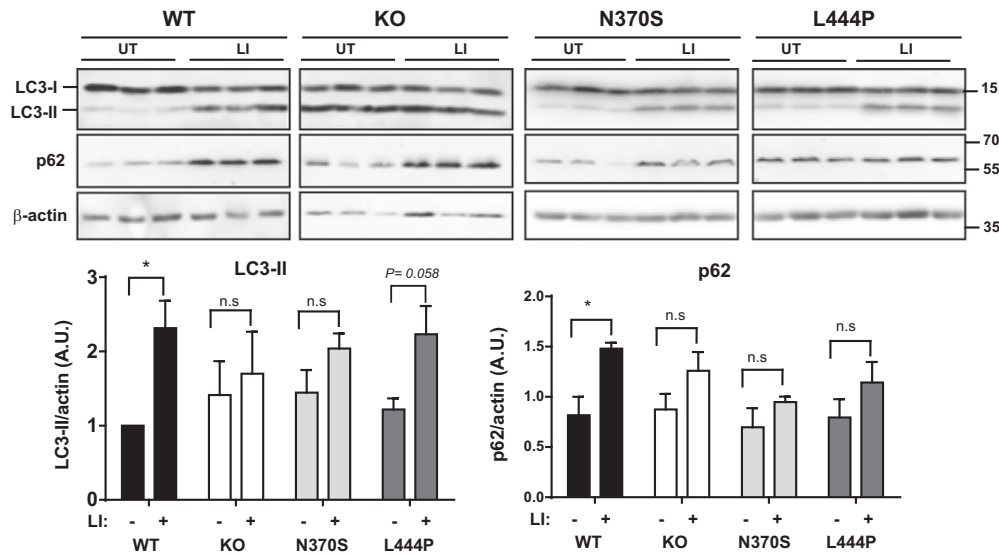 WT KO N370S L444P
UT LI UT LI UT LI UT LI
LC3-I 15
LC3-II
p62 70
55
β-actin 35
LC3-II
LC3-II/actin (A.U.)
3
2
1
0
* n.s n.s P= 0.058
LI: - + - + - + - +
WT KO N370S L444P
p62
p62/actin (A.U.)
2.0
1.5
1.0
0.5
0.0
* n.s n.s n.s
LI: - + - + - + - +
WT KO N370S L444P